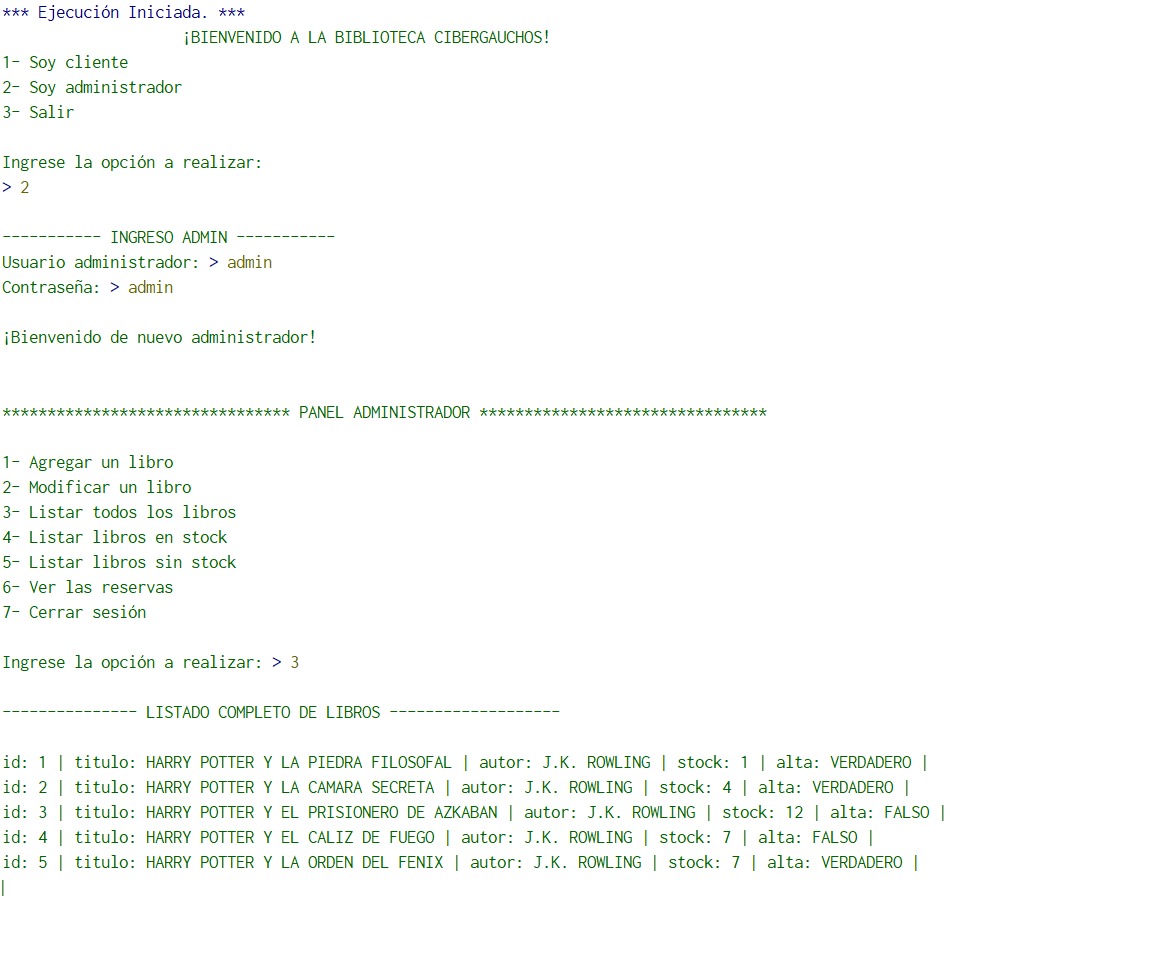 *** Ejecución Iniciada. ***
¡BIENVENIDO A LA BIBLIOTECA CIBERGAUCHOS!
1- Soy cliente
2- Soy administrador
3- Salir
Ingrese la opción a realizar:
> 2
----------- INGRESO ADMIN -----------
Usuario administrador: > admin
Contraseña: > admin
¡Bienvenido de nuevo administrador!
******************************** PANEL ADMINISTRADOR ********************************
1- Agregar un libro
2- Modificar un libro
3- Listar todos los libros
4- Listar libros en stock
5- Listar libros sin stock
6- Ver las reservas
7- Cerrar sesión
Ingrese la opción a realizar: > 3
--------------- LISTADO COMPLETO DE LIBROS -------------------
id: 1 | titulo: HARRY POTTER Y LA PIEDRA FILOSOFAL | autor: J.K. ROWLING | stock: 1 | alta: VERDADERO |
id: 2 | titulo: HARRY POTTER Y LA CAMARA SECRETA | autor: J.K. ROWLING | stock: 4 | alta: VERDADERO |
id: 3 | titulo: HARRY POTTER Y EL PRISIONERO DE AZKABAN | autor: J.K. ROWLING | stock: 12 | alta: FALSO |
id: 4 | titulo: HARRY POTTER Y EL CALIZ DE FUEGO | autor: J.K. ROWLING | stock: 7 | alta: FALSO |
id: 5 | titulo: HARRY POTTER Y LA ORDEN DEL FENIX | autor: J.K. ROWLING | stock: 7 | alta: VERDADERO |